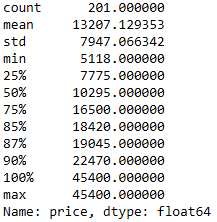 count 201.000000
mean 13207.129353
std 7947.066342
min 5118.000000
25% 7775.000000
50% 10295.000000
75% 16500.000000
85% 18420.000000
87% 19045.000000
90% 22470.000000
100% 45400.000000
max 45400.000000
Name: price, dtype: float64